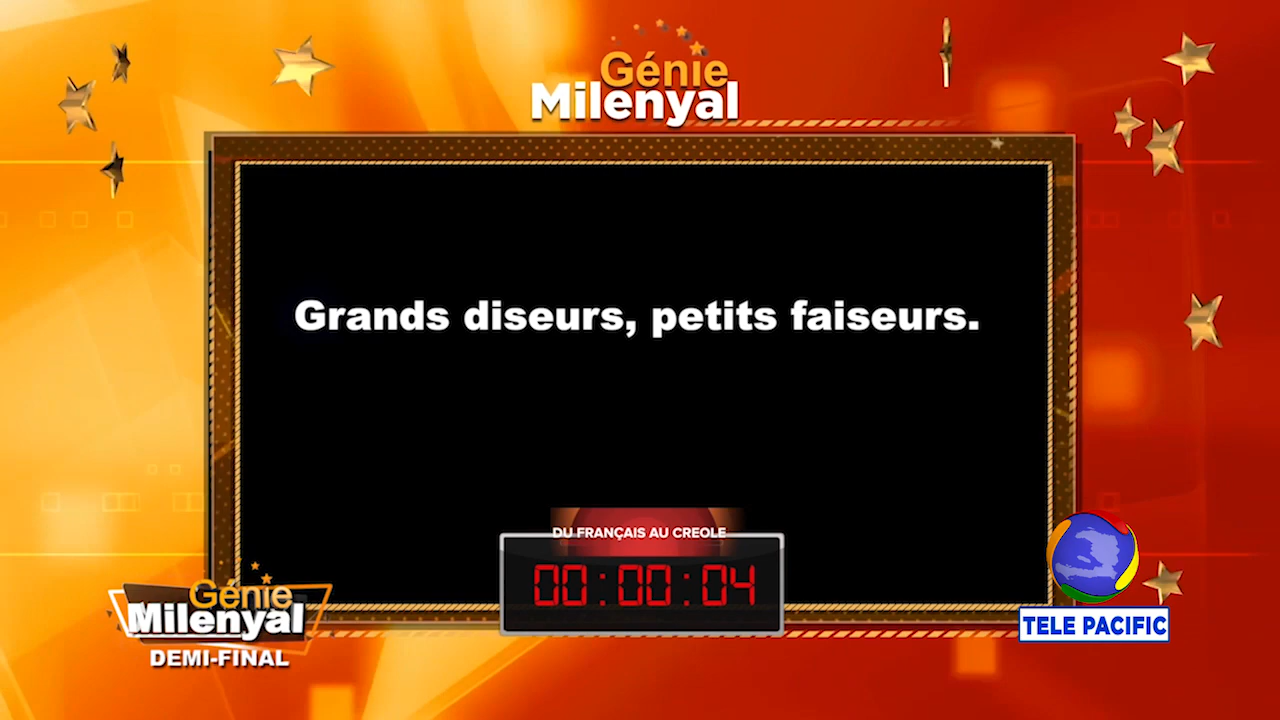 Génie
Milenyal
Grands diseurs, petits faiseurs.
DU FRANÇAIS AU CREOLE
00:00:04
Génie
Milenyal
DEMI-FINAL
TELE PACIFIC